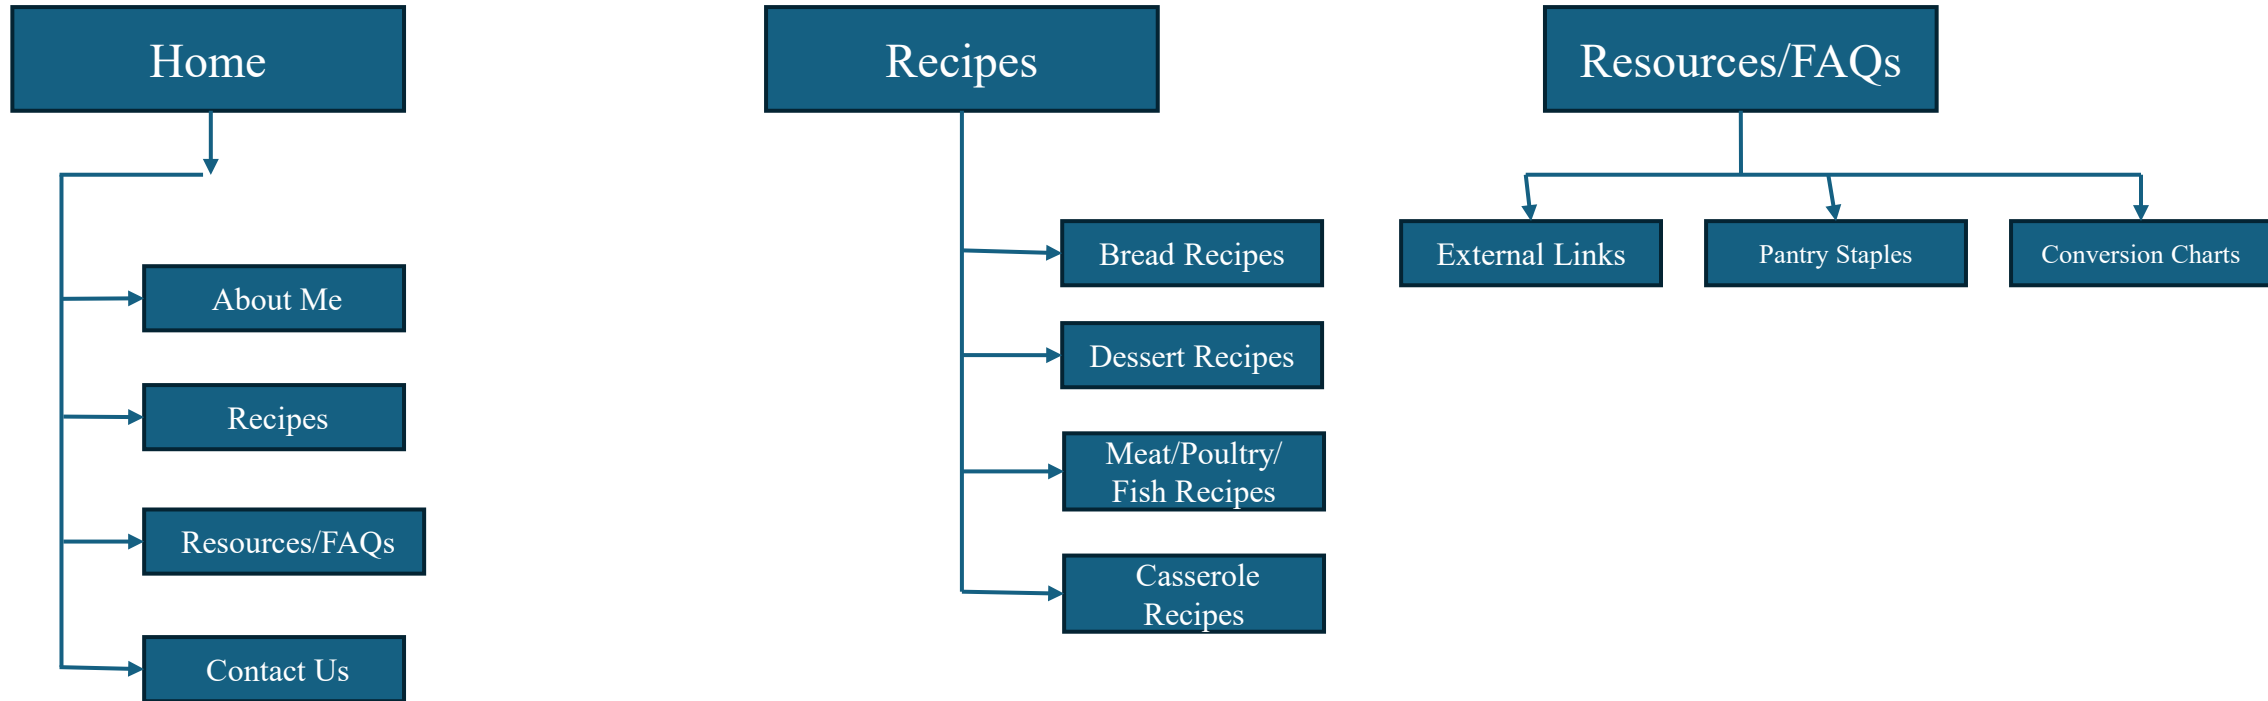 Home
About Me
Recipes
Resources/FAQs
Contact Us
Recipes
Bread Recipes
Dessert Recipes
Meat/Poultry/
Fish Recipes
Casserole
Recipes
Resources/FAQs
External Links
Pantry Staples
Conversion Charts